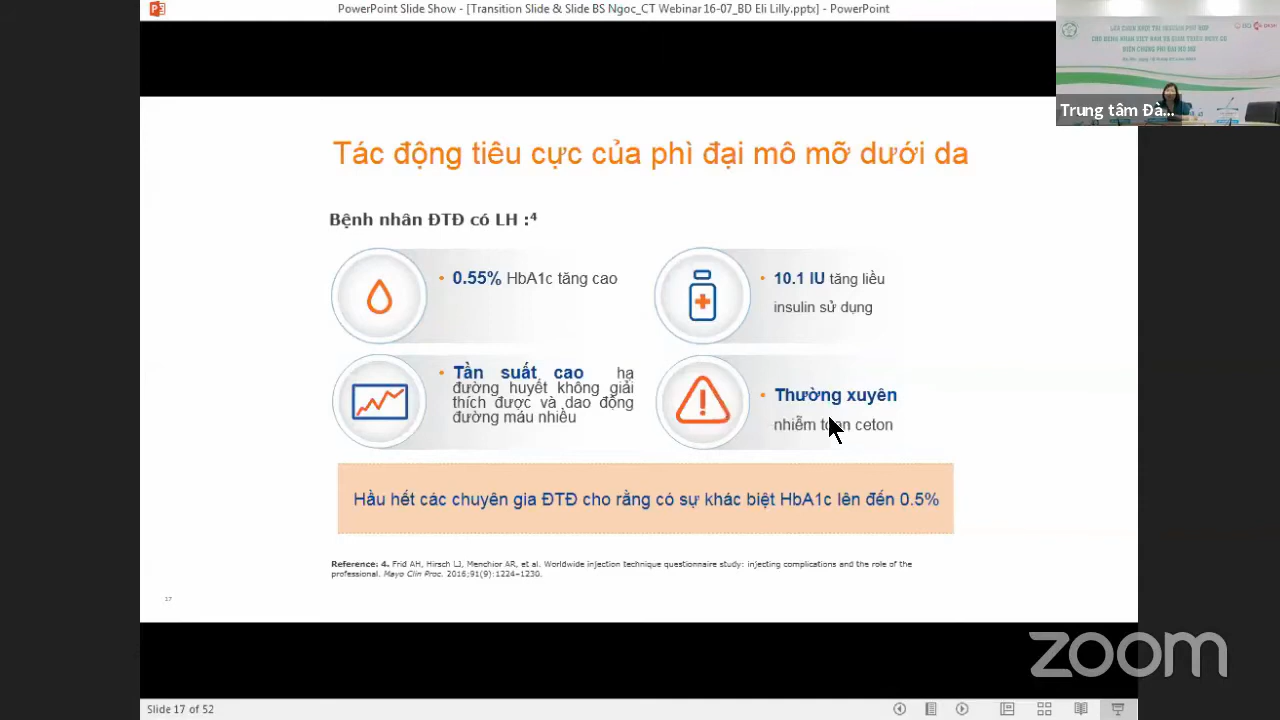 PowerPoint Slide Show - [Transition Slide & Slide BS Ngoc_CT Webinar 16-07_BD Eli Lilly.pptx] - PowerPoint
Trung tâm Đà...
Tác động tiêu cực của phì đại mô mỡ dưới da
Bệnh nhân ĐTĐ có LH :⁴
• 0.55% HbA1c tăng cao
• 10.1 IU tăng liều
insulin sử dụng
• Tần suất cao hạ
đường huyết không giải
thích được và dao động
đường máu nhiều
• Thường xuyên
nhiễm toan ceton
Hầu hết các chuyên gia ĐTĐ cho rằng có sự khác biệt HbA1c lên đến 0.5%
Reference: 4. Frid AH, Hirsch LJ, Menchior AR, et al. Worldwide injection technique questionnaire study: injecting complications and the role of the
professional. Mayo Clin Proc. 2016;91(9):1224–1230.
17
zoom
Slide 17 of 52